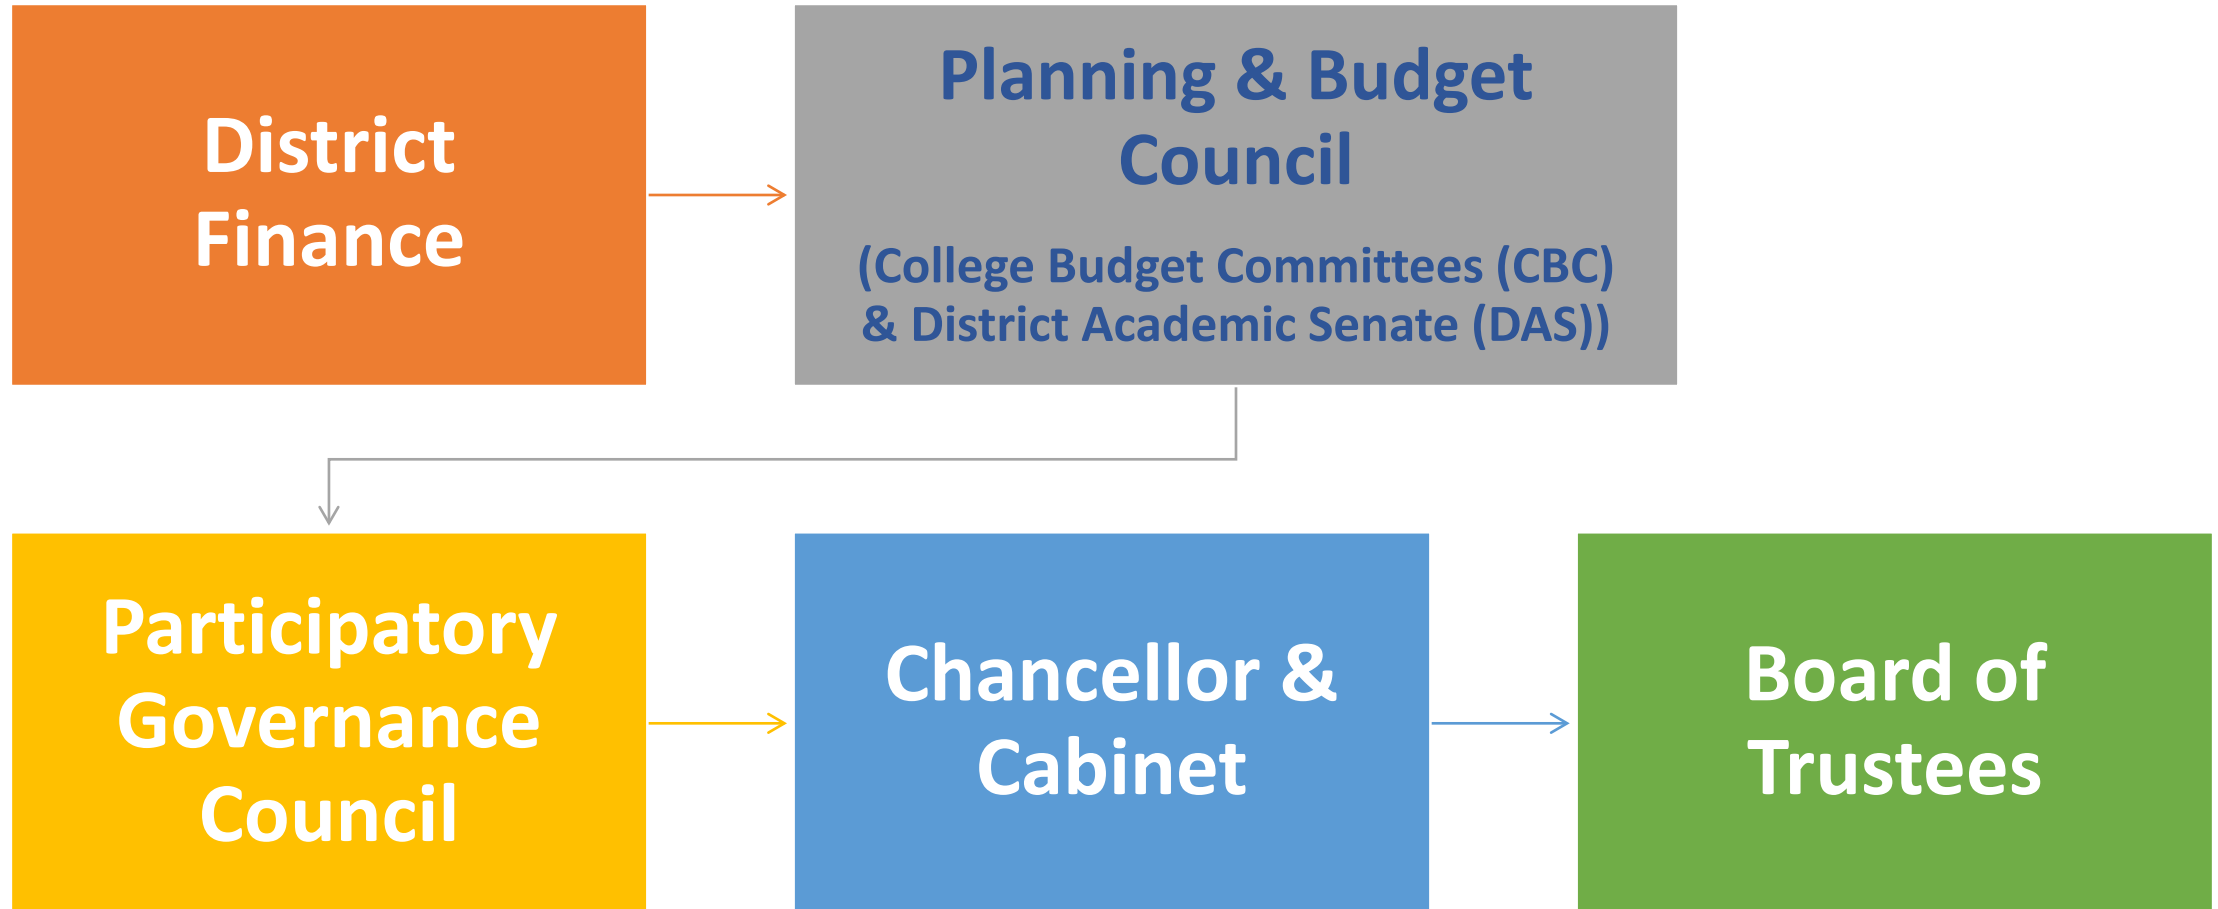 District
Finance
Planning & Budget
Council
(College Budget Committees (CBC)
& District Academic Senate (DAS))
Participatory
Governance
Council
Chancellor &
Cabinet
Board of
Trustees